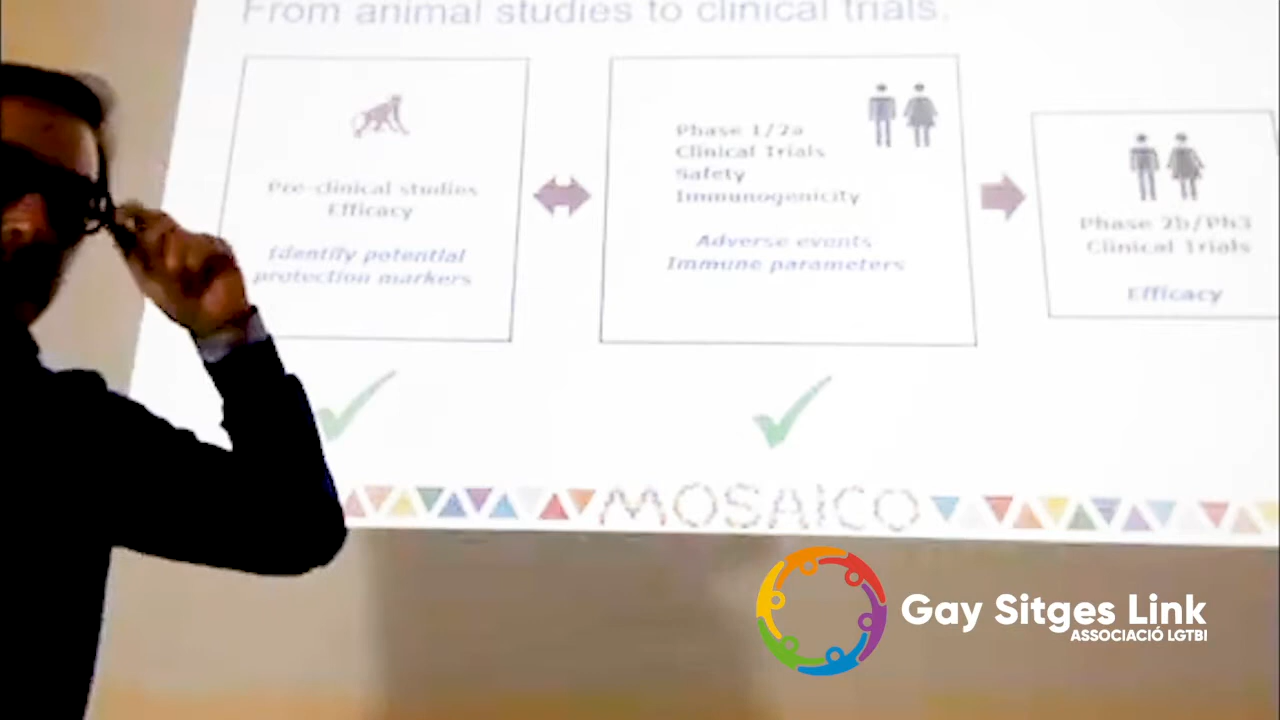 From animal studies to clinical trials.
Pre-clinical studies
Efficacy
Identify potential
protection markers
Phase 1/2a
Clinical Trials
Safety
Immunogenicity
Adverse events
Immune parameters
Phase 2b/Ph3
Clinical Trials
Efficacy
MOSAiCO
Gay Sitges Link
ASSOCIACIÓ LGTBI